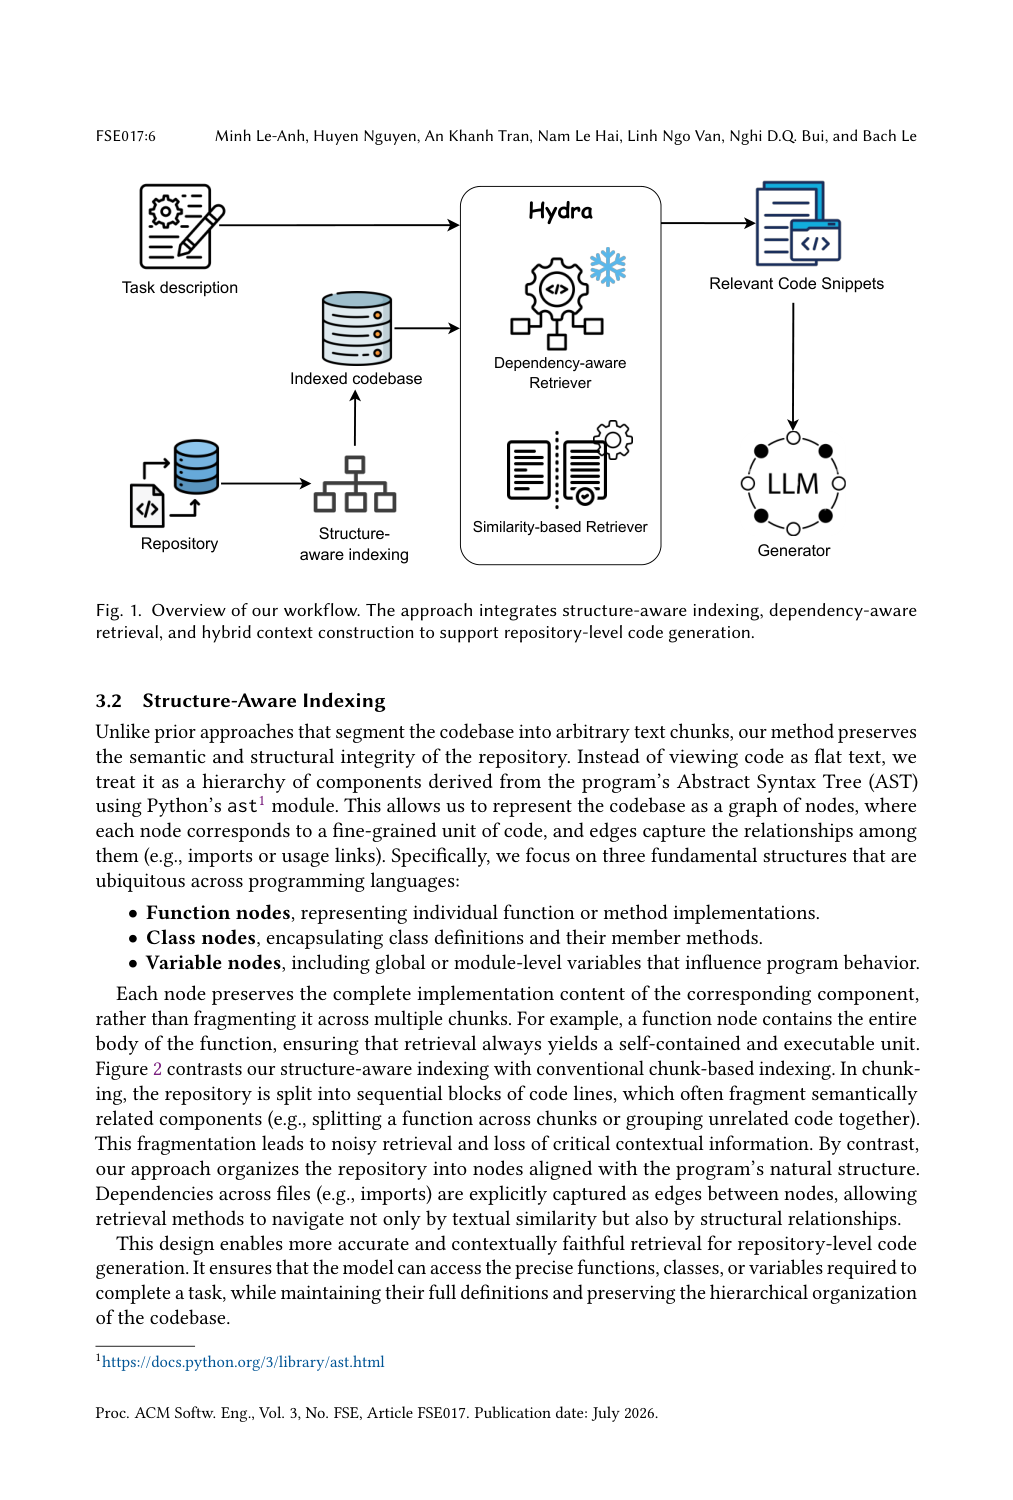 FSE017:6 Minh Le-Anh, Huyen Nguyen, An Khanh Tran, Nam Le Hai, Linh Ngo Van, Nghi D.Q. Bui, and Bach Le
Task description
Indexed codebase
Repository
Structure-
aware indexing
Hydra
</>
Dependency-aware
Retriever
Similarity-based Retriever
</>
Relevant Code Snippets
LLM
Generator
</>
Fig. 1. Overview of our workflow. The approach integrates structure-aware indexing, dependency-aware
retrieval, and hybrid context construction to support repository-level code generation.
3.2 Structure-Aware Indexing
Unlike prior approaches that segment the codebase into arbitrary text chunks, our method preserves
the semantic and structural integrity of the repository. Instead of viewing code as flat text, we
treat it as a hierarchy of components derived from the program's Abstract Syntax Tree (AST)
using Python's ast1 module. This allows us to represent the codebase as a graph of nodes, where
each node corresponds to a fine-grained unit of code, and edges capture the relationships among
them (e.g., imports or usage links). Specifically, we focus on three fundamental structures that are
ubiquitous across programming languages:
• Function nodes, representing individual function or method implementations.
• Class nodes, encapsulating class definitions and their member methods.
• Variable nodes, including global or module-level variables that influence program behavior.
Each node preserves the complete implementation content of the corresponding component,
rather than fragmenting it across multiple chunks. For example, a function node contains the entire
body of the function, ensuring that retrieval always yields a self-contained and executable unit.
Figure 2 contrasts our structure-aware indexing with conventional chunk-based indexing. In chunk-
ing, the repository is split into sequential blocks of code lines, which often fragment semantically
related components (e.g., splitting a function across chunks or grouping unrelated code together).
This fragmentation leads to noisy retrieval and loss of critical contextual information. By contrast,
our approach organizes the repository into nodes aligned with the program's natural structure.
Dependencies across files (e.g., imports) are explicitly captured as edges between nodes, allowing
retrieval methods to navigate not only by textual similarity but also by structural relationships.
This design enables more accurate and contextually faithful retrieval for repository-level code
generation. It ensures that the model can access the precise functions, classes, or variables required to
complete a task, while maintaining their full definitions and preserving the hierarchical organization
of the codebase.
1https://docs.python.org/3/library/ast.html
Proc. ACM Softw. Eng., Vol. 3, No. FSE, Article FSE017. Publication date: July 2026.